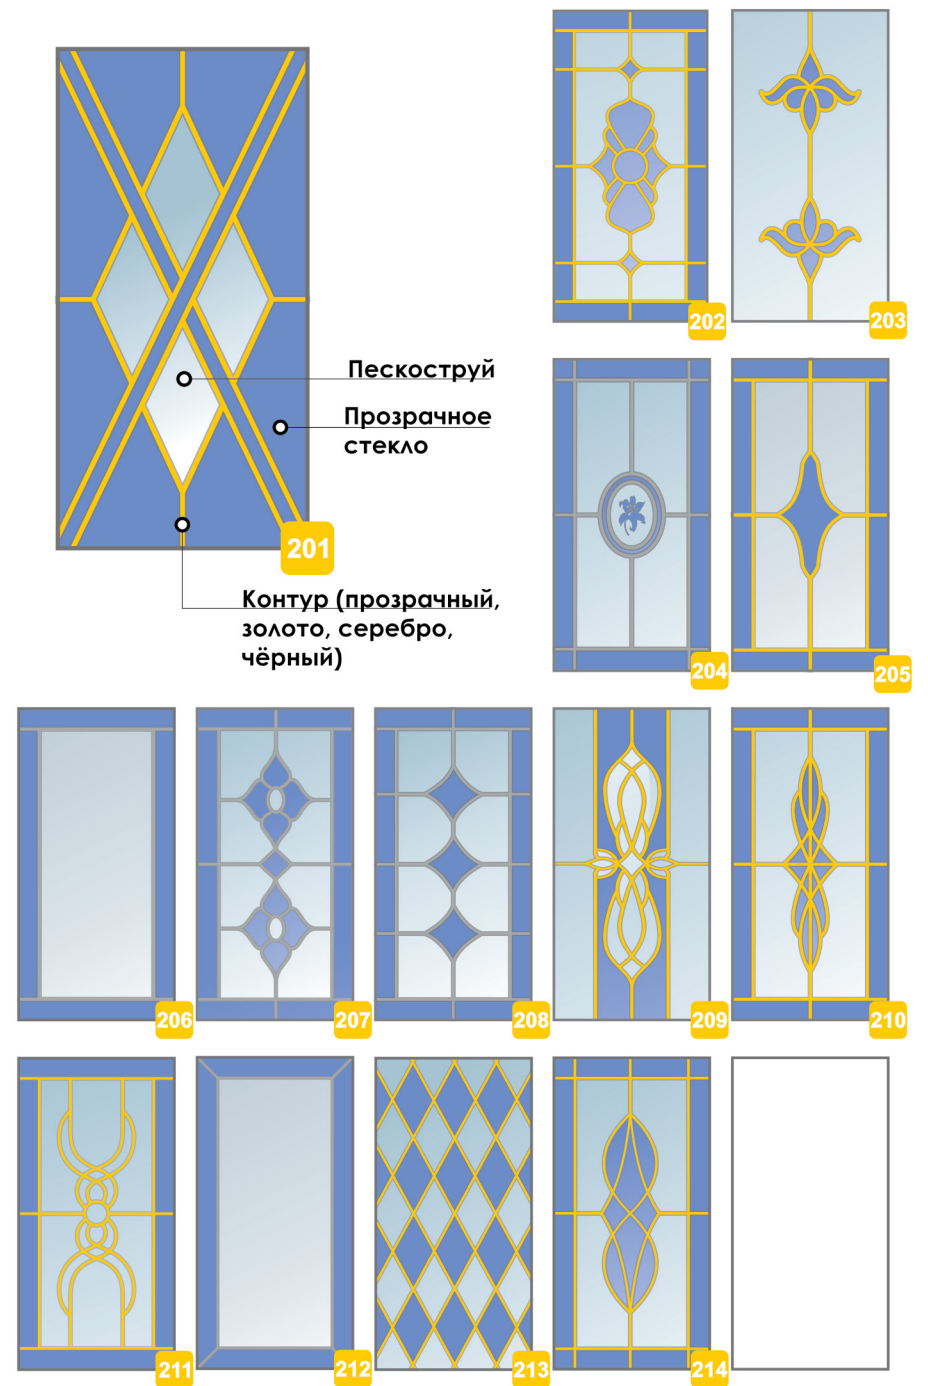 202
203
Пескоструй
Прозрачное
стекло
201
Контур (прозрачный,
золото, серебро,
чёрный)
204
205
206
207
208
209
210
211
212
213
214